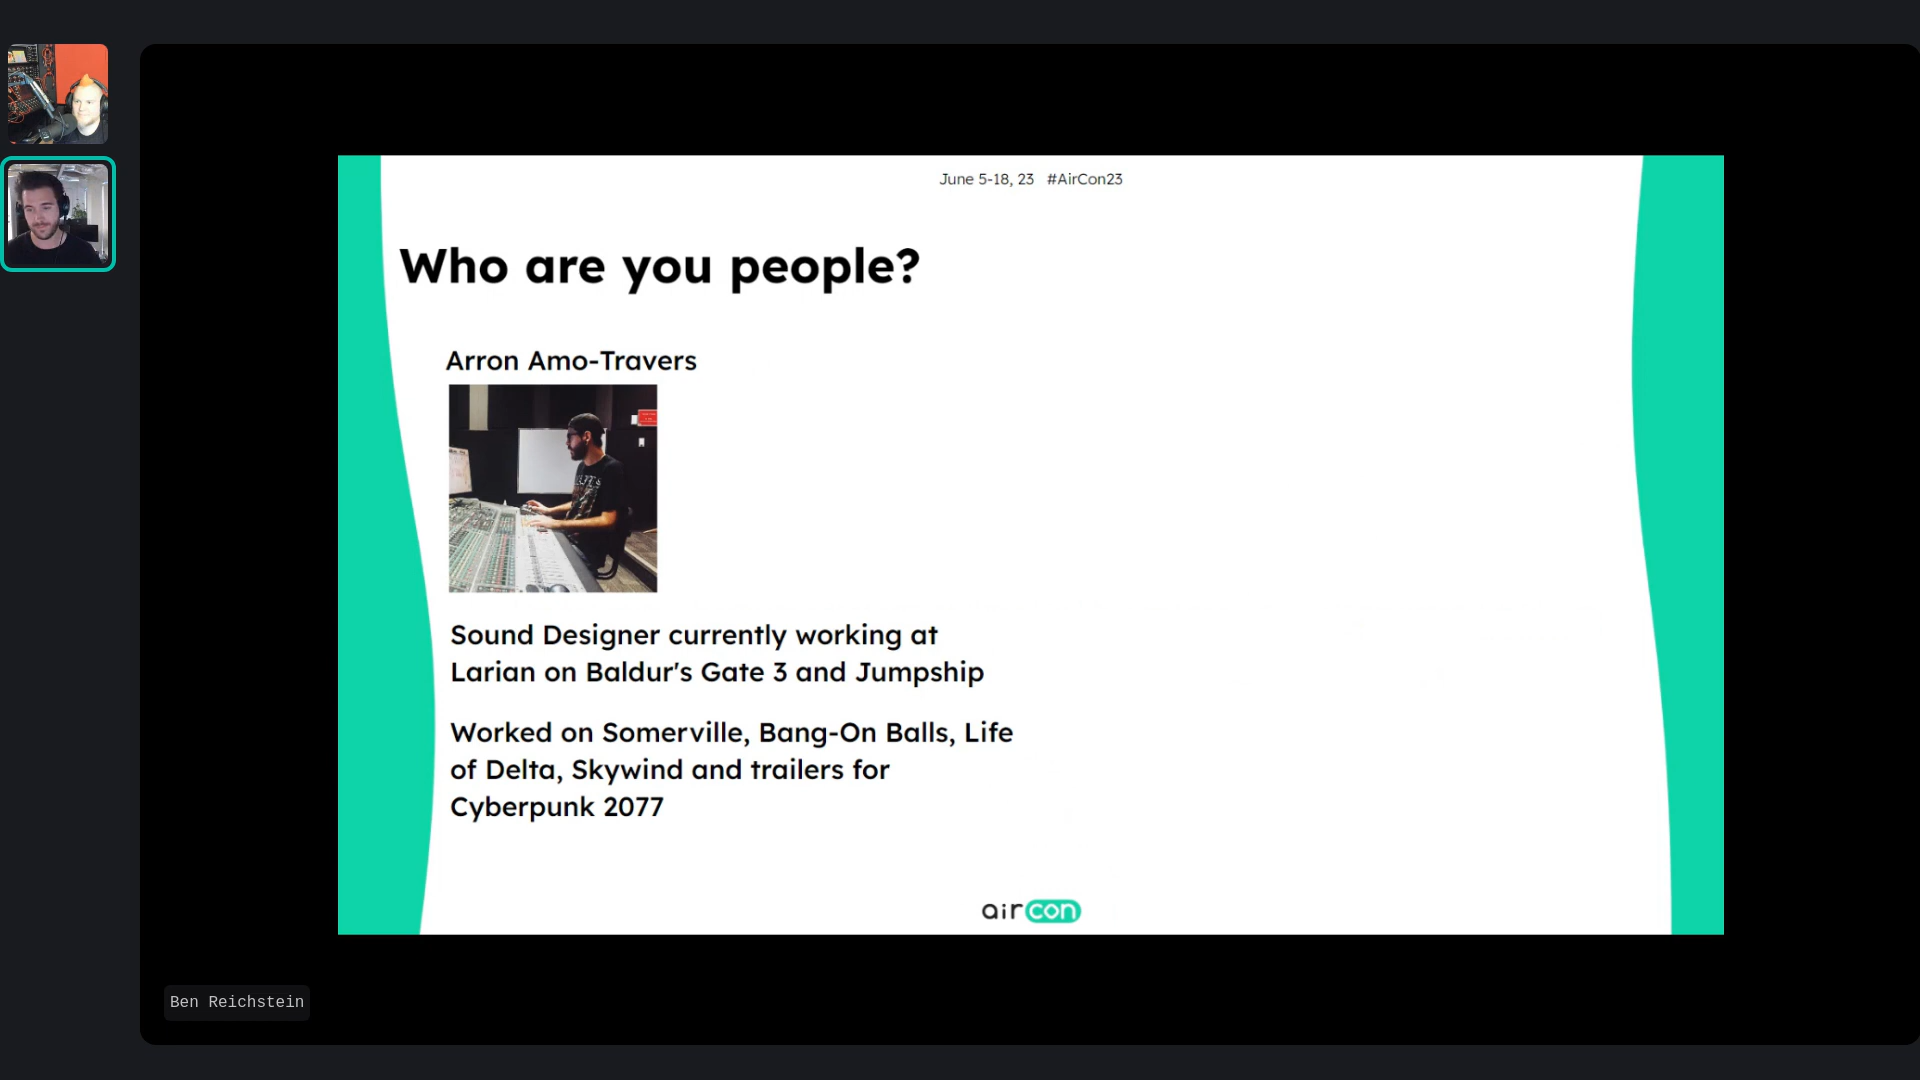 June 5-18, 23 #AirCon23
Who are you people?
Arron Amo-Travers
Sound Designer currently working at
Larian on Baldur's Gate 3 and Jumpship
Worked on Somerville, Bang-On Balls, Life
of Delta, Skywind and trailers for
Cyberpunk 2077
aircon
Ben Reichstein